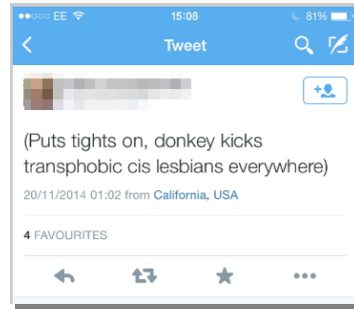 EE 15:08 81%
Tweet
(Puts tights on, donkey kicks
transphobic cis lesbians everywhere)
20/11/2014 01:02 from California, USA
4 FAVOURITES